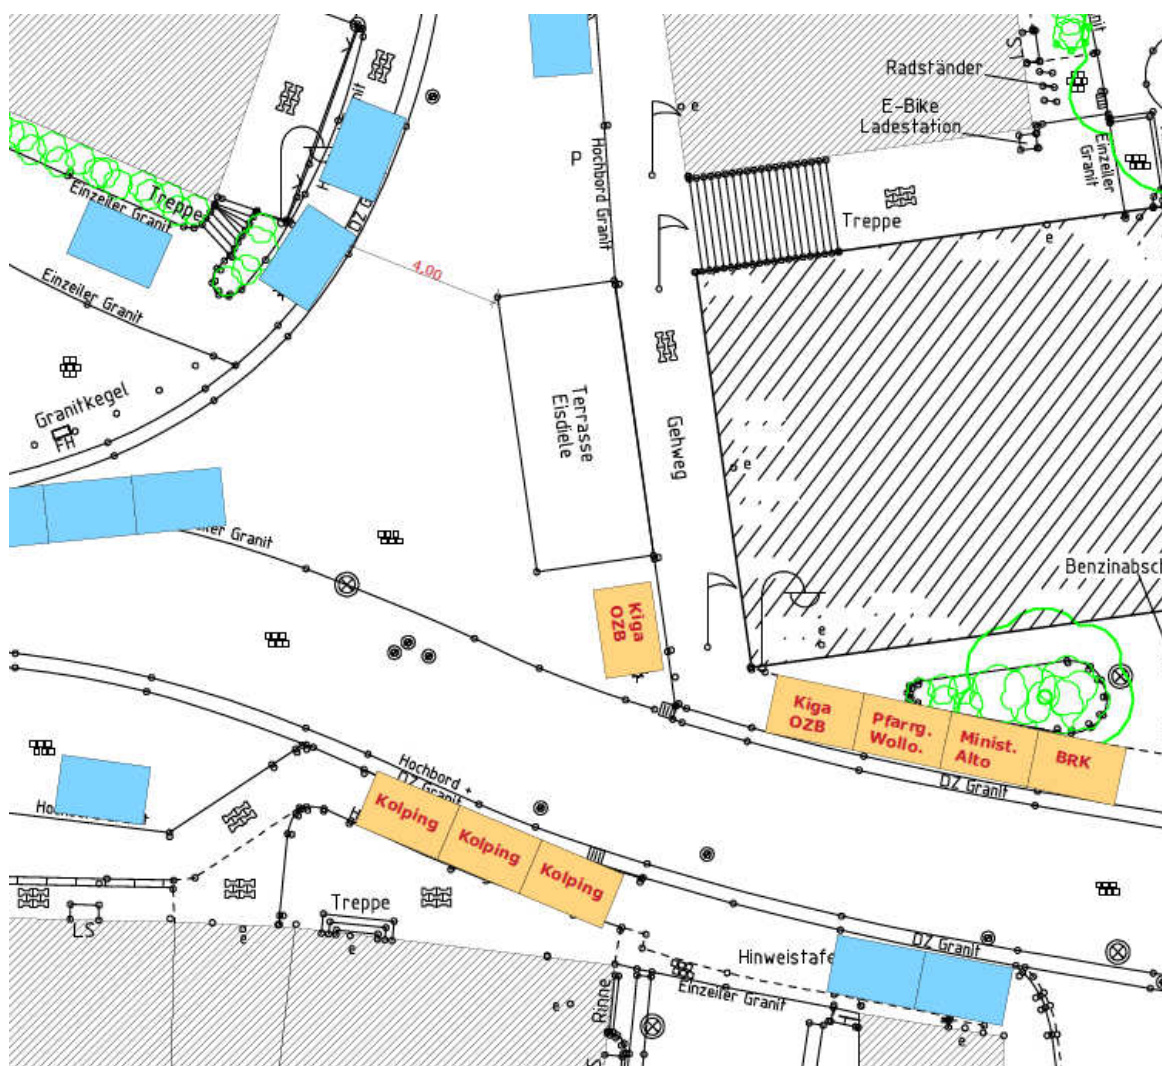 Radständer
E-Bike
Ladestation
Einzeiler
Granit
P
Hochbord Granit
Treppe
Einzeiler Granit
Treppe
e
e
4.00
Einzeiler Granit
Granitkegel
FH
Terrasse
Eisdiele
Gehweg
e
Granit
Benzinabsch
Kiga
OZB
e
Kiga
OZB
Pfarrg.
Wollo.
Minist.
Alto
BRK
DZ Granit
Hochbord +
DZ Granit
Kolping
Kolping
Kolping
Treppe
LS
e
e
DZ Granit
Hinweistafe
Einzeiler Granit
Rinne
e
e